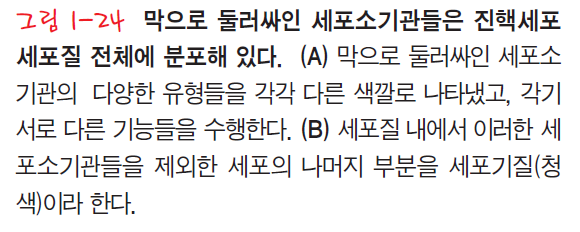 그림 1-24 막으로 둘러싸인 세포소기관들은 진핵세포
세포질 전체에 분포해 있다. (A) 막으로 둘러싸인 세포소
기관의 다양한 유형들을 각각 다른 색깔로 나타냈고, 각기
서로 다른 기능들을 수행한다. (B) 세포질 내에서 이러한 세
포소기관들을 제외한 세포의 나머지 부분을 세포기질(청
색)이라 한다.